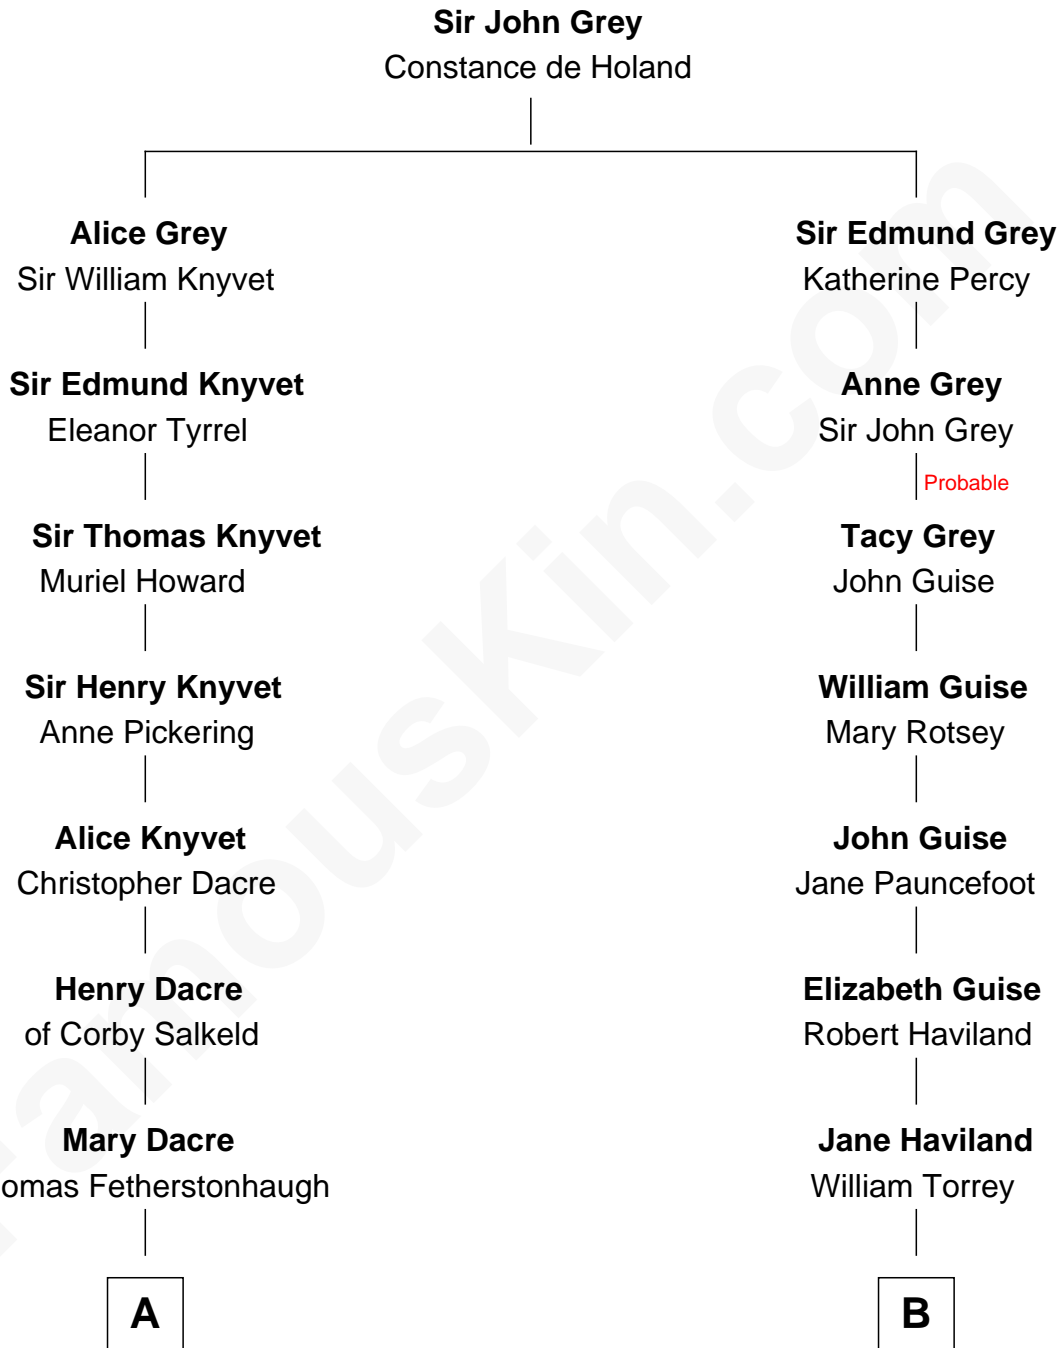 Sir John Grey
Constance de Holand
Alice Grey
Sir William Knyvet
Sir Edmund Knyvet
Eleanor Tyrrel
Sir Thomas Knyvet
Muriel Howard
Sir Henry Knyvet
Anne Pickering
Alice Knyvet
Christopher Dacre
Henry Dacre
of Corby Salkeld
Mary Dacre
omas Fetherstonhaugh
A
Sir Edmund Grey
Katherine Percy
Anne Grey
Sir John Grey
Probable
Tacy Grey
John Guise
William Guise
Mary Rotsey
John Guise
Jane Pauncefoot
Elizabeth Guise
Robert Haviland
Jane Haviland
William Torrey
B
FamousKin.com